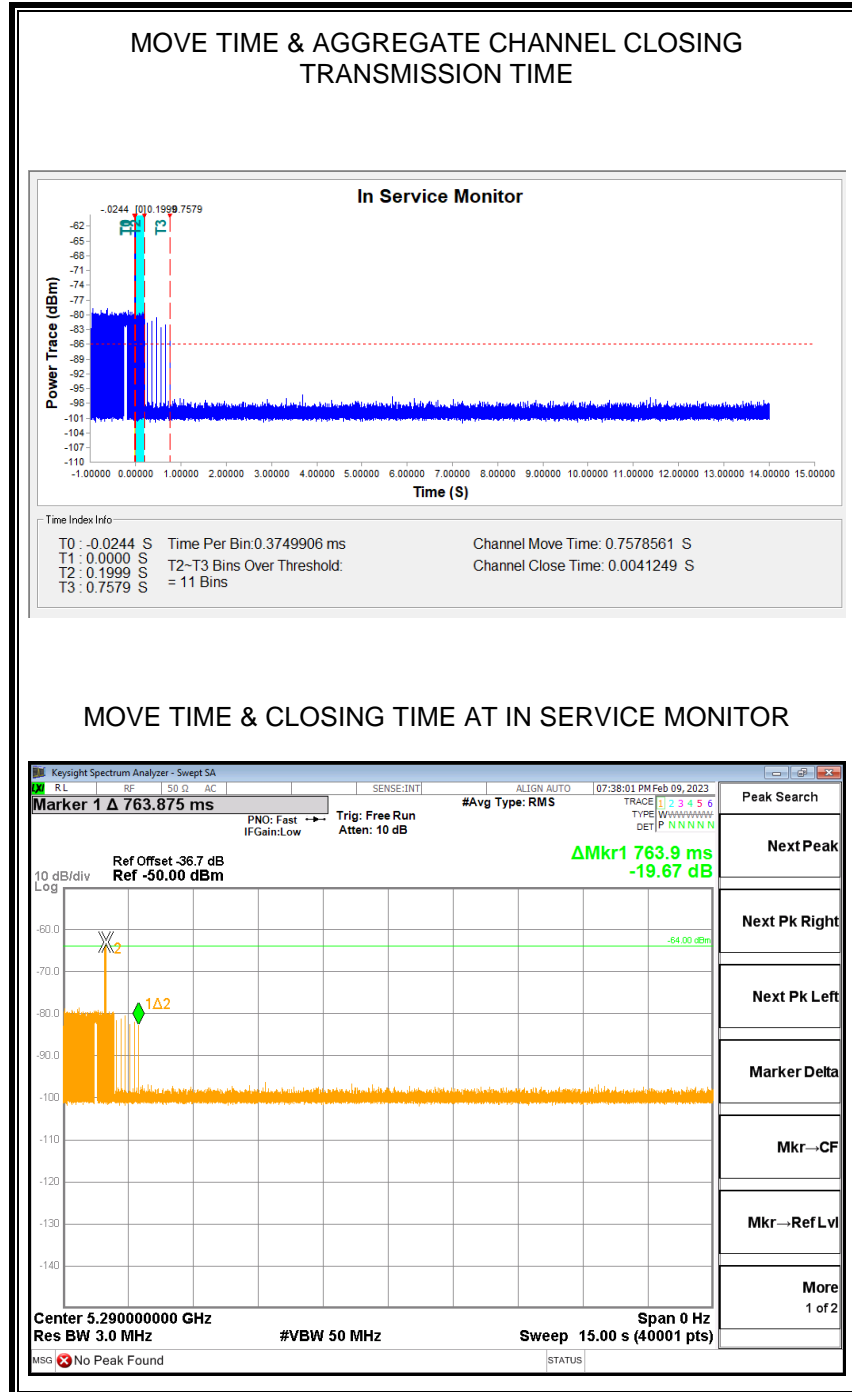 MOVE TIME & AGGREGATE CHANNEL CLOSING
TRANSMISSION TIME
In Service Monitor
-.0244 [0] 0.1999 0.7579
T2 T3
-62
-65
-68
-71
-74
-77
-80
-83
-86
-89
-92
-95
-98
-101
-104
-107
-110
Power Trace (dBm)
-1.00000 0.00000 1.00000 2.00000 3.00000 4.00000 5.00000 6.00000 7.00000 8.00000 9.00000 10.00000 11.00000 12.00000 13.00000 14.00000 15.00000
Time (S)
Time Index Info
T0 : -0.0244 S Time Per Bin:0.3749906 ms Channel Move Time: 0.7578561 S
T1 : 0.0000 S T2~T3 Bins Over Threshold: Channel Close Time: 0.0041249 S
T2 : 0.1999 S = 11 Bins
T3 : 0.7579 S
MOVE TIME & CLOSING TIME AT IN SERVICE MONITOR
Keysight Spectrum Analyzer - Swept SA
LXI RL RF 50 Ω AC SENSE:INT ALIGN AUTO 07:38:01 PM Feb 09, 2023
Marker 1 Δ 763.875 ms
PNO: Fast
IFGain:Low
Trig: Free Run
Atten: 10 dB
#Avg Type: RMS
TRACE 1 2 3 4 5 6
TYPE WWWWWW
DET P N N N N N
Peak Search
ΔMkr1 763.9 ms
-19.67 dB
Ref Offset -36.7 dB
10 dB/div Ref -50.00 dBm
Log
-60.0
-70.0
-80.0
-90.0
-100
-110
-120
-130
-140
-64.00 dBm
2
1Δ2
Next Peak
Next Pk Right
Next Pk Left
Marker Delta
Mkr→CF
Mkr→Ref Lvl
More
1 of 2
Center 5.290000000 GHz Span 0 Hz
Res BW 3.0 MHz #VBW 50 MHz Sweep 15.00 s (40001 pts)
MSG No Peak Found STATUS